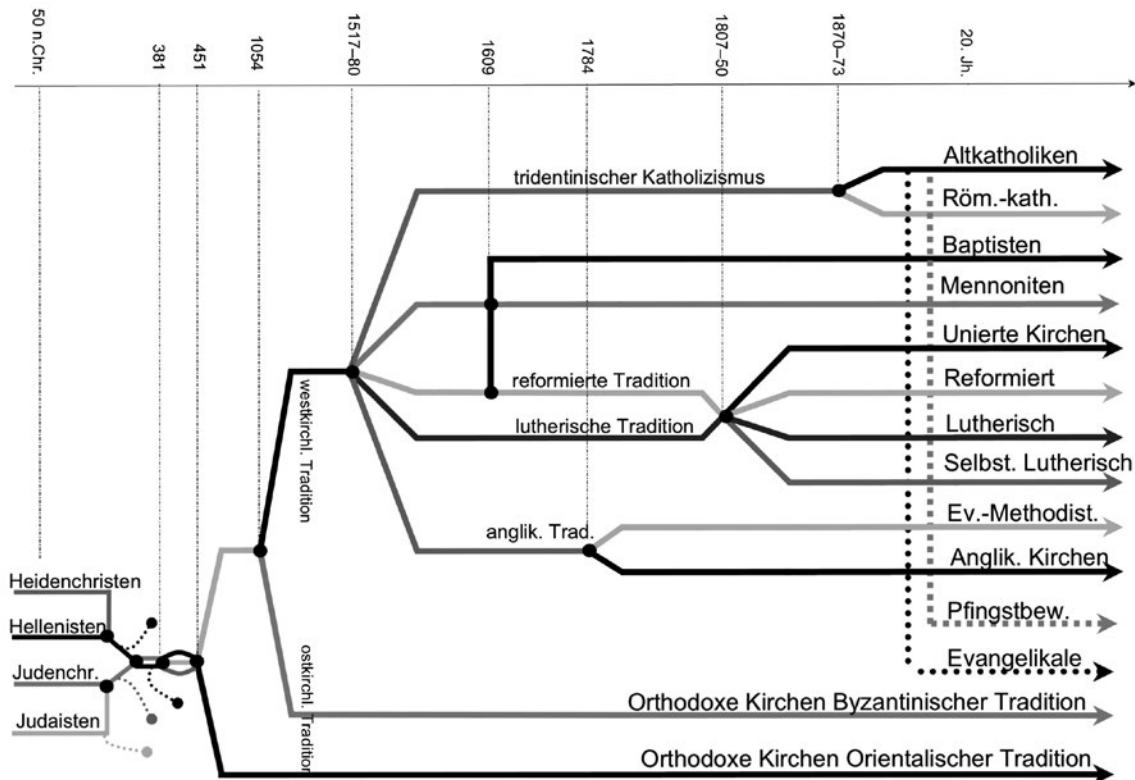 50 n.Chr.
381
451
1054
1517–80
1609
1784
1807–50
1870–73
20. Jh.
Altkatholiken
tridentinischer Katholizismus
Röm.-kath.
Baptisten
Mennoniten
Unierte Kirchen
reformierte Tradition
Reformiert
lutherische Tradition
Lutherisch
Selbst. Lutherisch
westkirchl. Tradition
Ev.-Methodist.
anglik. Trad.
Anglik. Kirchen
Heidenchristen
Pfingstbew.
Hellenisten
Evangelikale
Judenchr.
ostkirchl. Tradition
Orthodoxe Kirchen Byzantinischer Tradition
Judaisten
Orthodoxe Kirchen Orientalischer Tradition